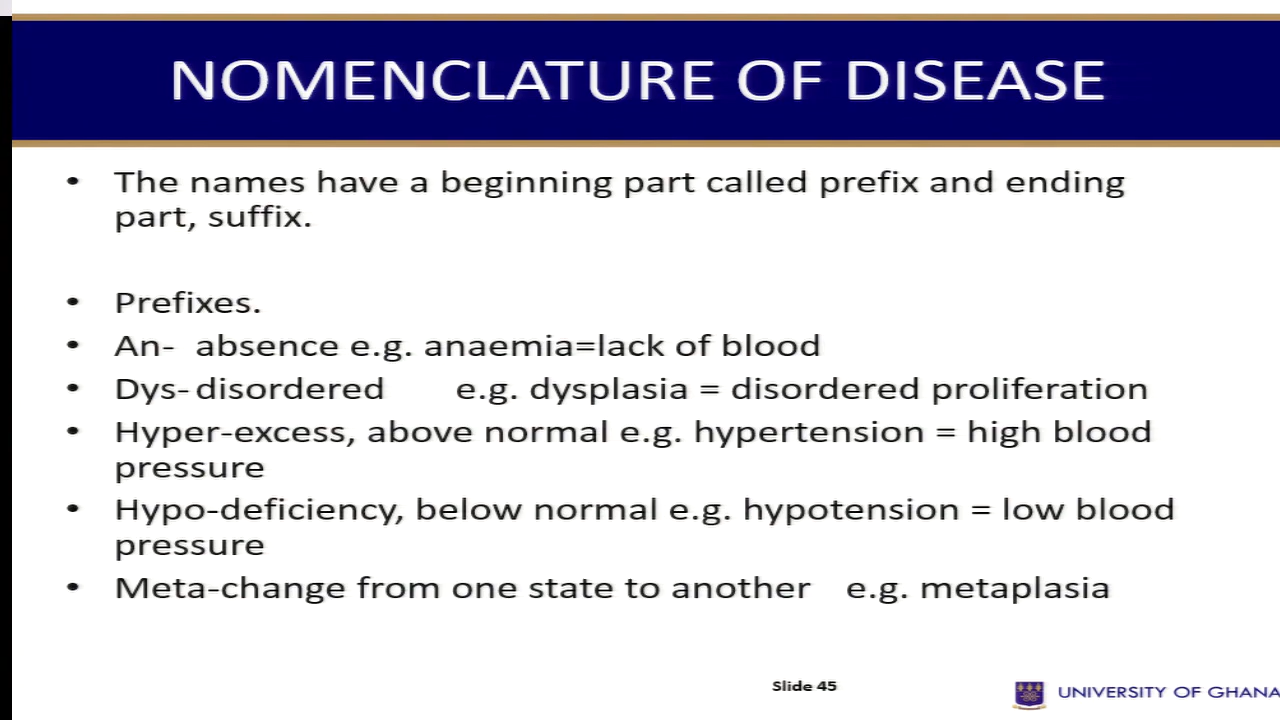 NOMENCLATURE OF DISEASE
• The names have a beginning part called prefix and ending
part, suffix.
• Prefixes.
• An- absence e.g. anaemia=lack of blood
• Dys- disordered e.g. dysplasia = disordered proliferation
• Hyper-excess, above normal e.g. hypertension = high blood
pressure
• Hypo-deficiency, below normal e.g. hypotension = low blood
pressure
• Meta-change from one state to another e.g. metaplasia
Slide 45
UNIVERSITY OF GHANA